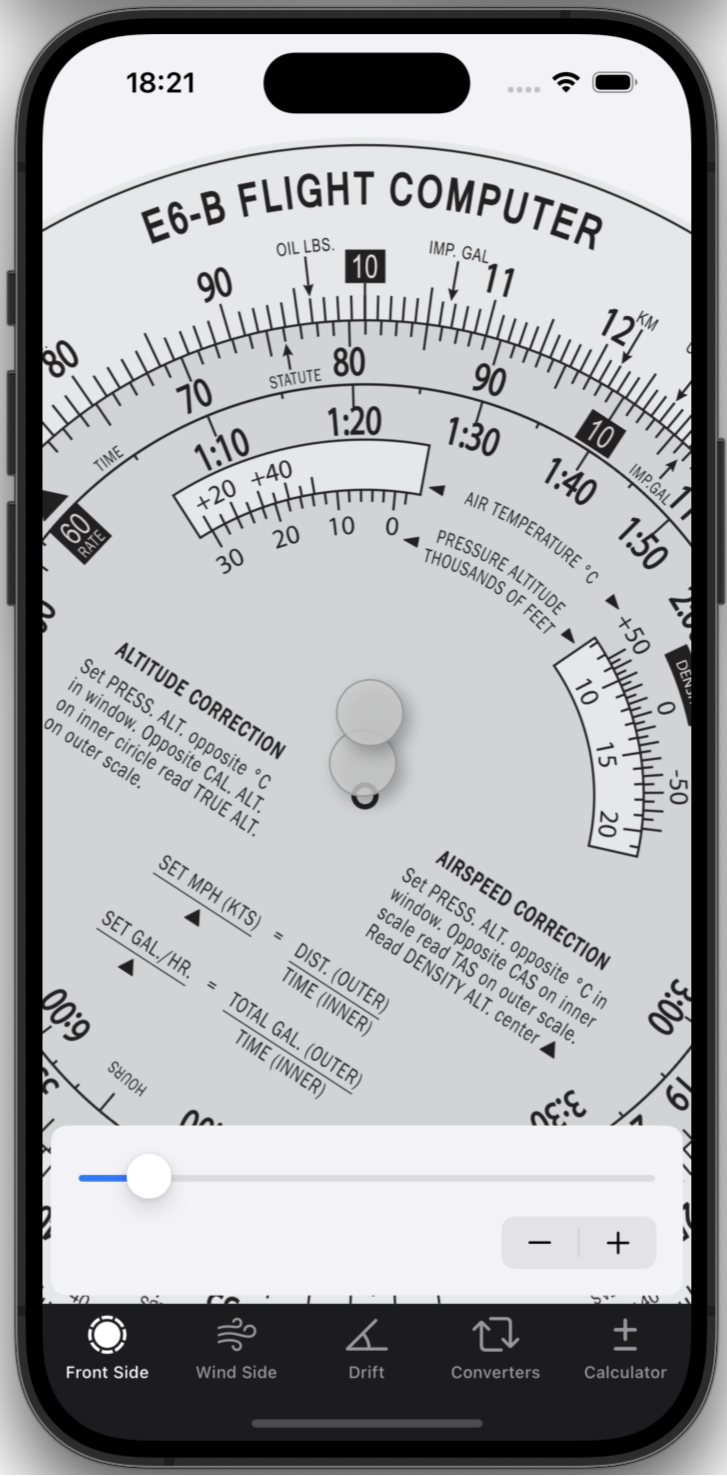 18:21
E6-B FLIGHT COMPUTER
OIL LBS.
10
IMP. GAL
80
90
11
12
KM
70
STATUTE
80
90
10
IMP.GAL
11
TIME
60
RATE
1:10
1:20
1:30
1:40
1:50
+20
+40
30
20
10
0
AIR TEMPERATURE °C
PRESSURE ALTITUDE
THOUSANDS OF FEET
+50
0
-50
10
15
20
ALTITUDE CORRECTION
Set PRESS. ALT. opposite °C
in window. Opposite CAL. ALT.
on inner ciricle read TRUE ALT.
on outer scale.
AIRSPEED CORRECTION
Set PRESS. ALT. opposite °C in
window. Opposite CAS on inner
scale read TAS on outer scale.
Read DENSITY ALT. center
SET MPH (KTS)
=
DIST. (OUTER)
TIME (INNER)
SET GAL./HR.
=
TOTAL GAL. (OUTER)
TIME (INNER)
6:00
HOURS
3:00
3:30
19
Front Side
Wind Side
Drift
Converters
Calculator